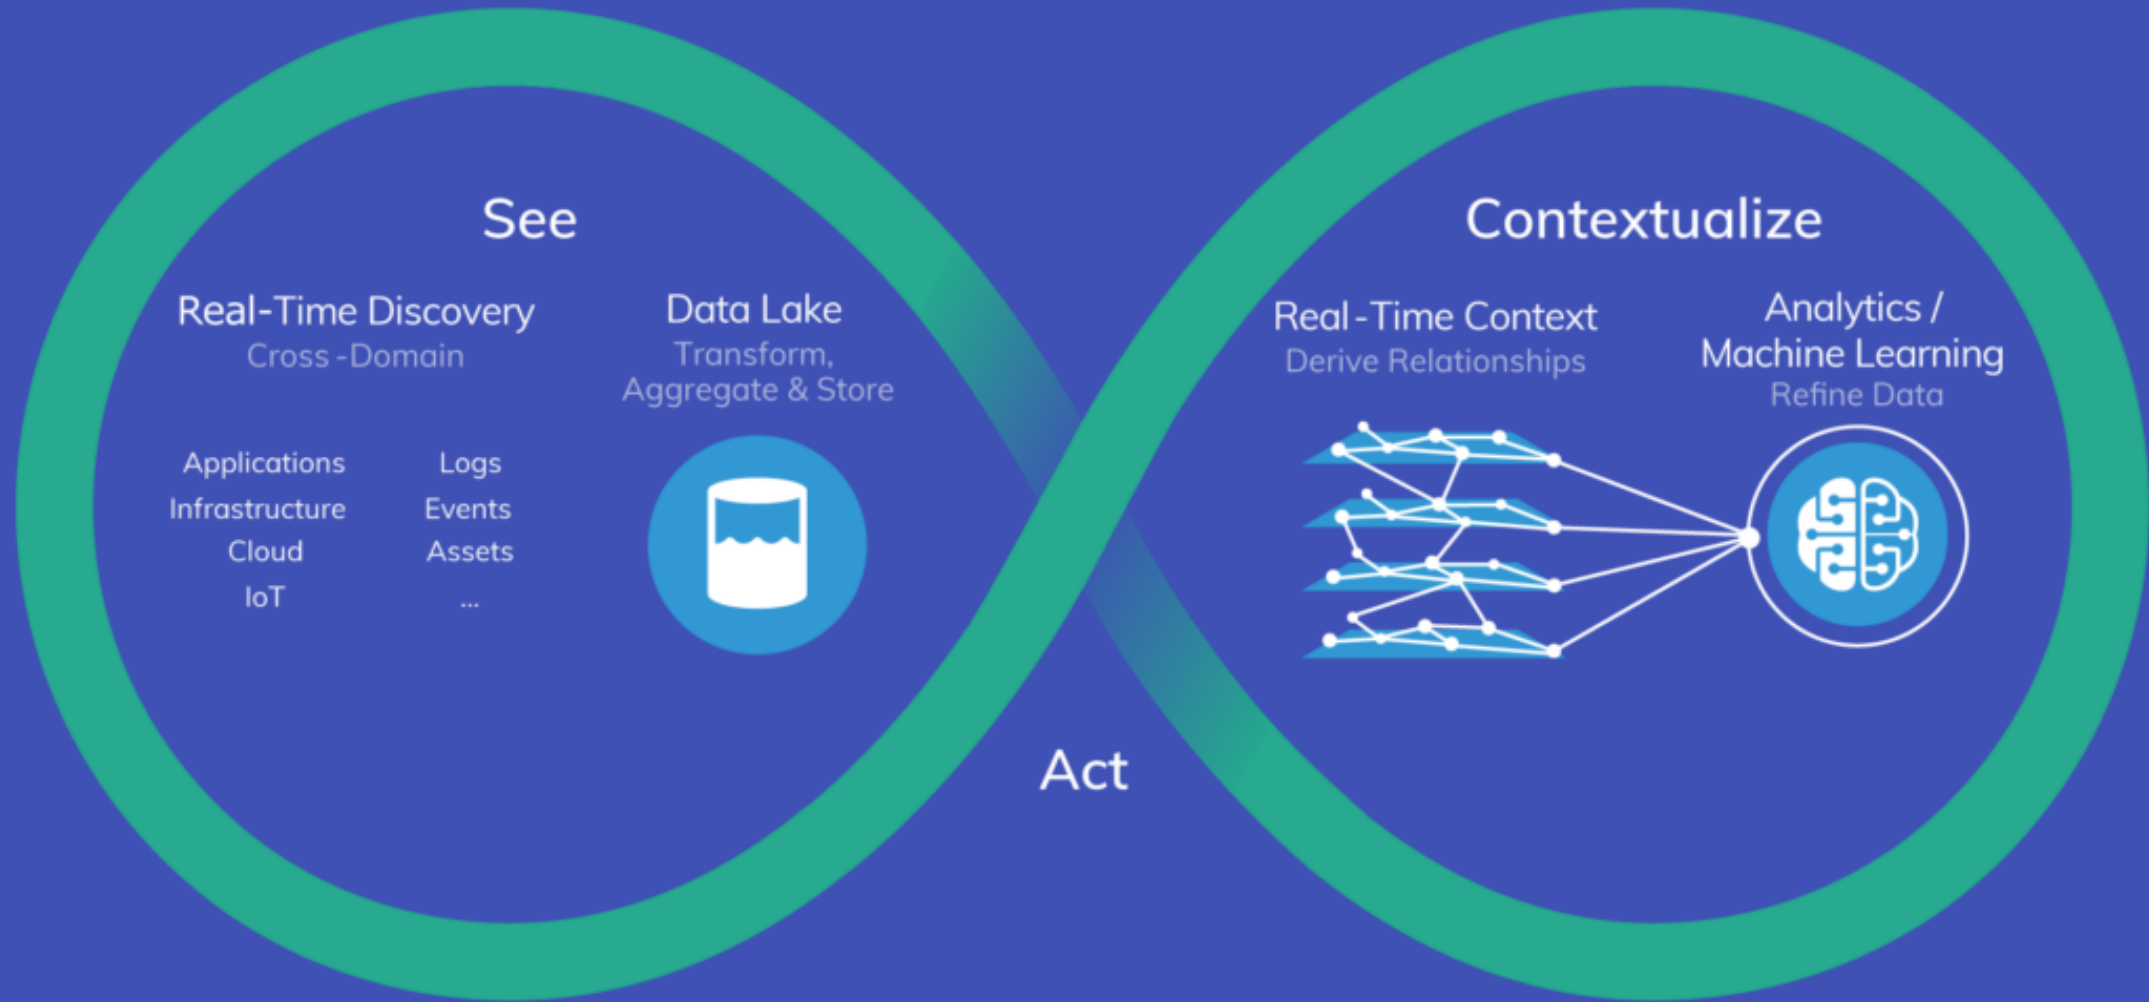 See
Real-Time Discovery
Cross-Domain
Applications
Infrastructure
Cloud
IoT
Logs
Events
Assets
...
Data Lake
Transform,
Aggregate & Store
Contextualize
Real-Time Context
Derive Relationships
Analytics /
Machine Learning
Refine Data
Act